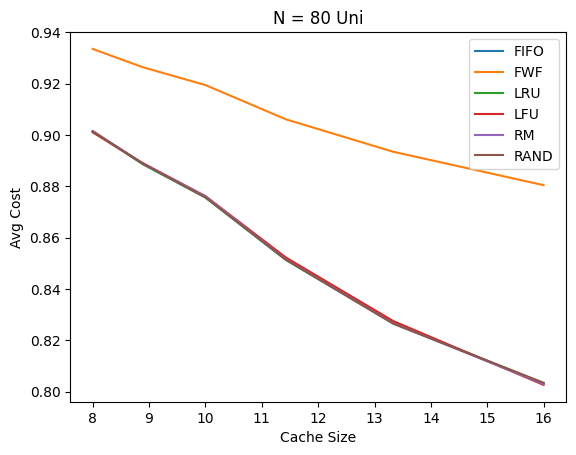 N = 80 Uni
0.94
0.92
0.90
0.88
0.86
0.84
0.82
0.80
Avg Cost
FIFO
FWF
LRU
LFU
RM
RAND
8 9 10 11 12 13 14 15 16
Cache Size